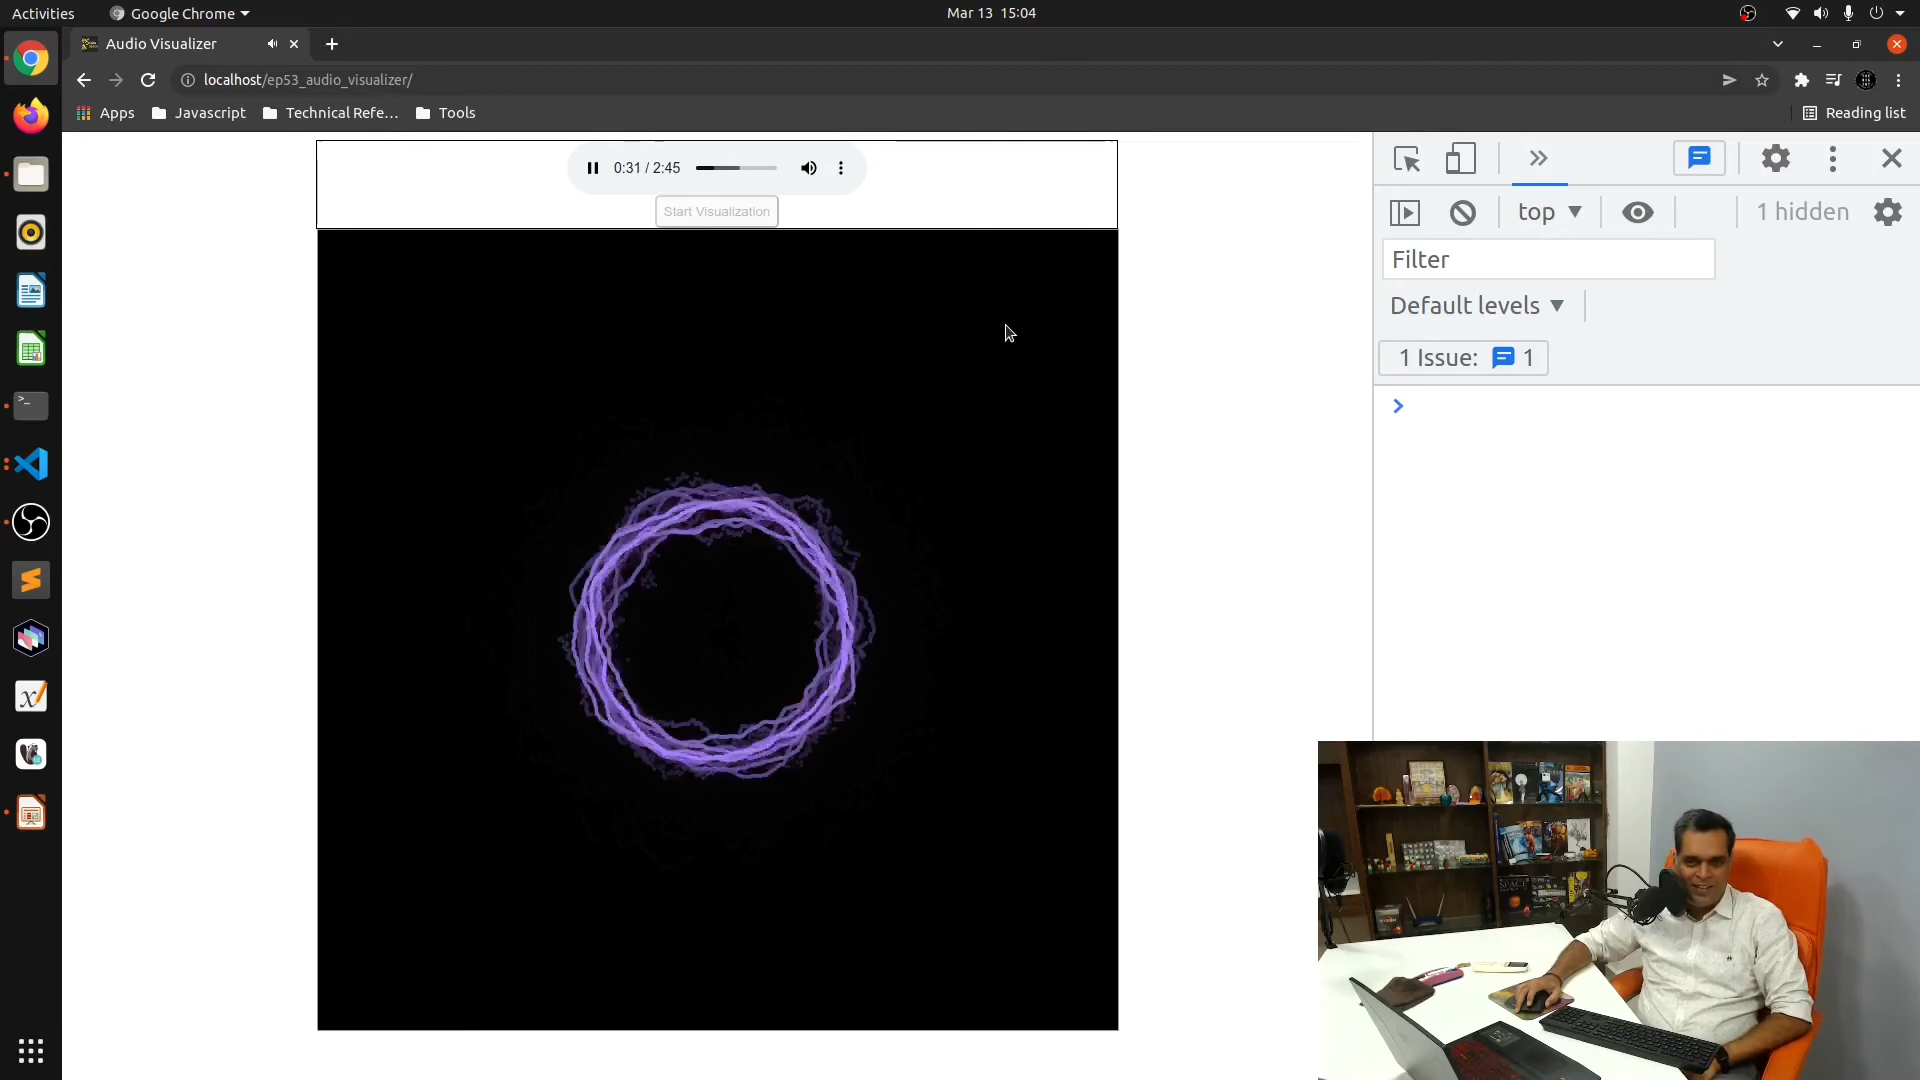 Activities
Google Chrome
Mar 13 15:04
Audio Visualizer
localhost/ep53_audio_visualizer/
Apps
Javascript
Technical Refe...
Tools
Reading list
0:31 / 2:45
Start Visualization
top
1 hidden
Filter
Default levels
1 Issue:
1
SPACE